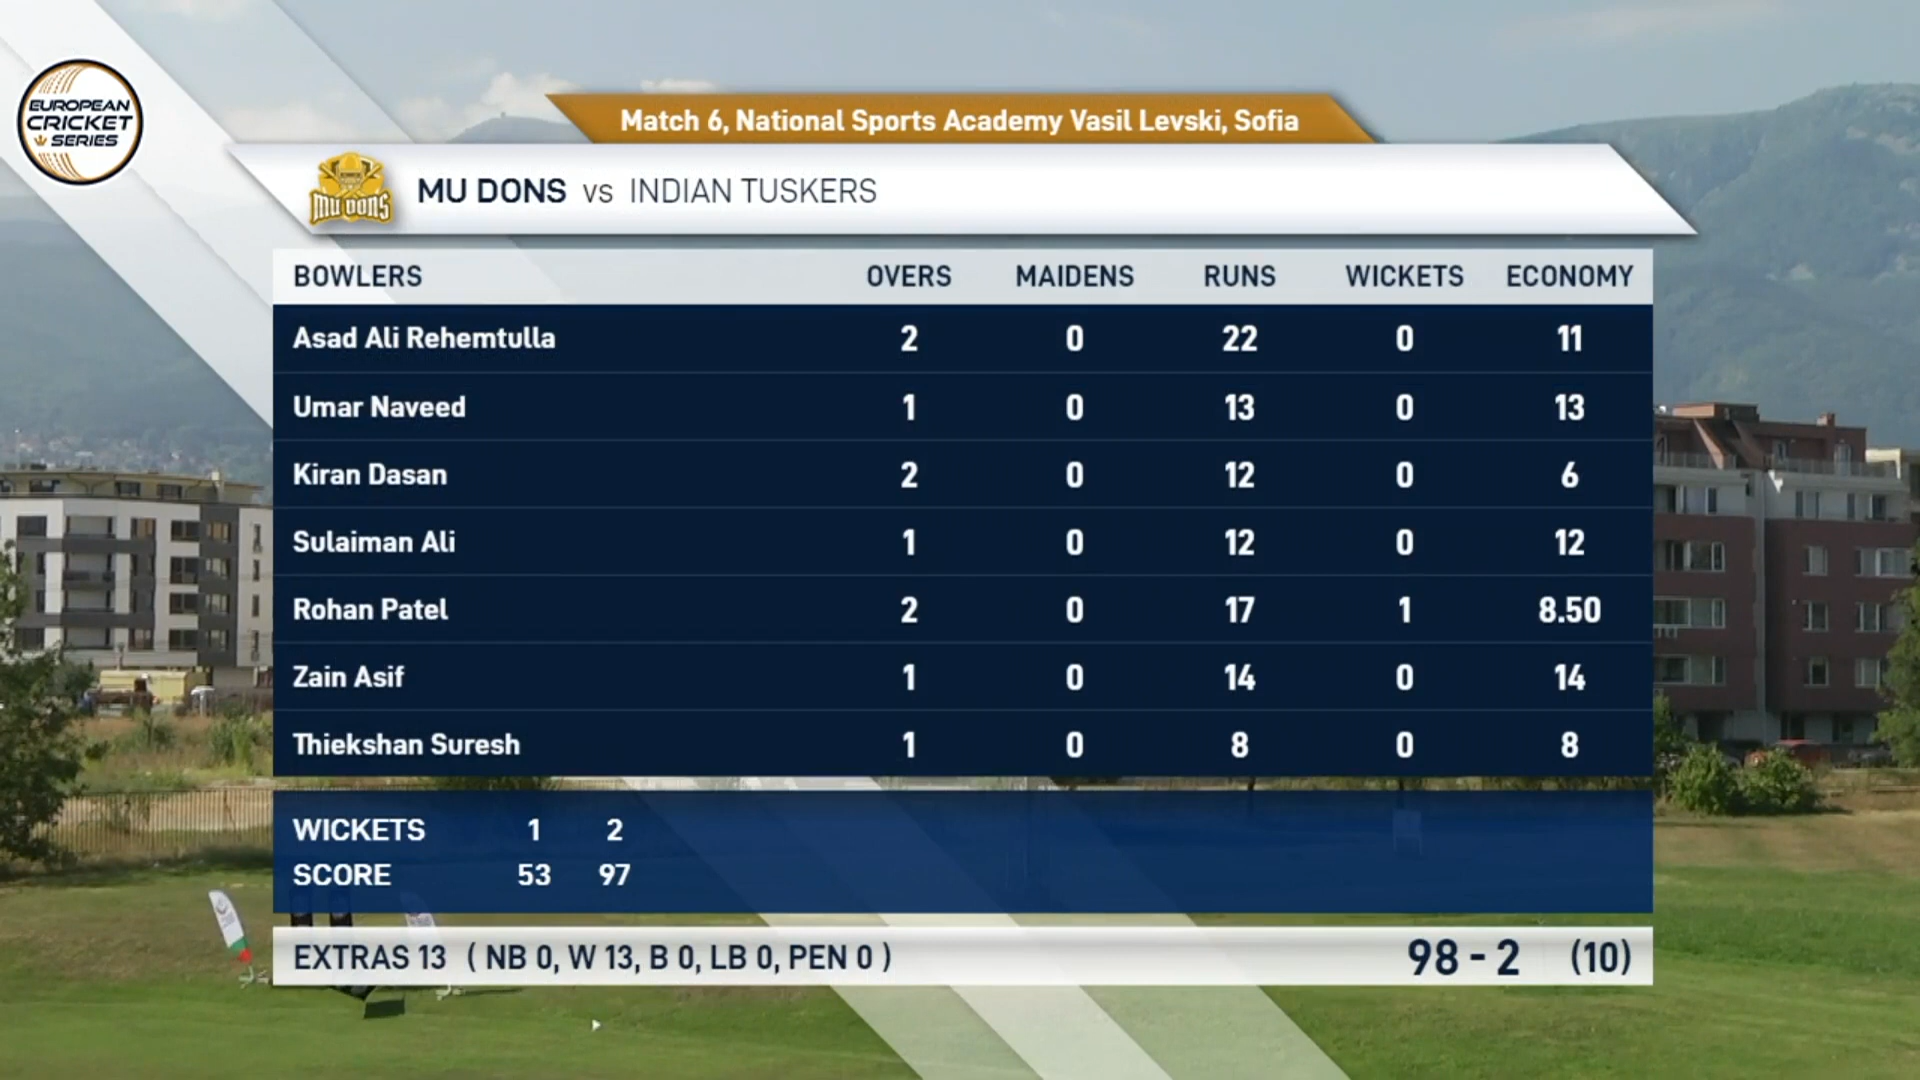 EUROPEAN
CRICKET
SERIES
Match 6, National Sports Academy Vasil Levski, Sofia
MU DONS
MU DONS vs INDIAN TUSKERS
BOWLERS OVERS MAIDENS RUNS WICKETS ECONOMY
Asad Ali Rehemtulla 2 0 22 0 11
Umar Naveed 1 0 13 0 13
Kiran Dasan 2 0 12 0 6
Sulaiman Ali 1 0 12 0 12
Rohan Patel 2 0 17 1 8.50
Zain Asif 1 0 14 0 14
Thiekshan Suresh 1 0 8 0 8
WICKETS 1 2
SCORE 53 97
EXTRAS 13 ( NB 0, W 13, B 0, LB 0, PEN 0 ) 98 - 2 (10)